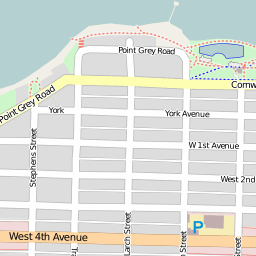 Point Grey Road
Cornw
Point Grey Road
York
York Avenue
W 1st Avenue
Stephens Street
West 2nd
Larch Street
P
West 4th Avenue
Street